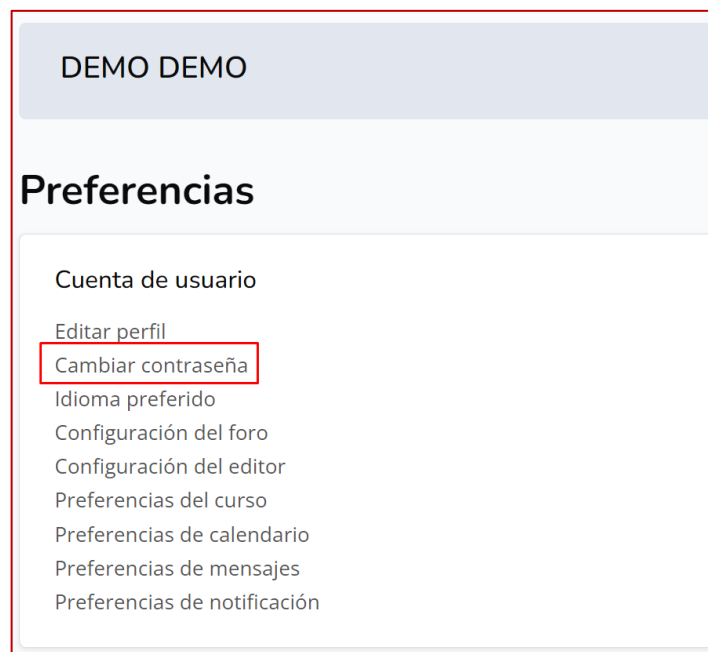 DEMO DEMO
Preferencias
Cuenta de usuario
Editar perfil
Cambiar contraseña
Idioma preferido
Configuración del foro
Configuración del editor
Preferencias del curso
Preferencias de calendario
Preferencias de mensajes
Preferencias de notificación